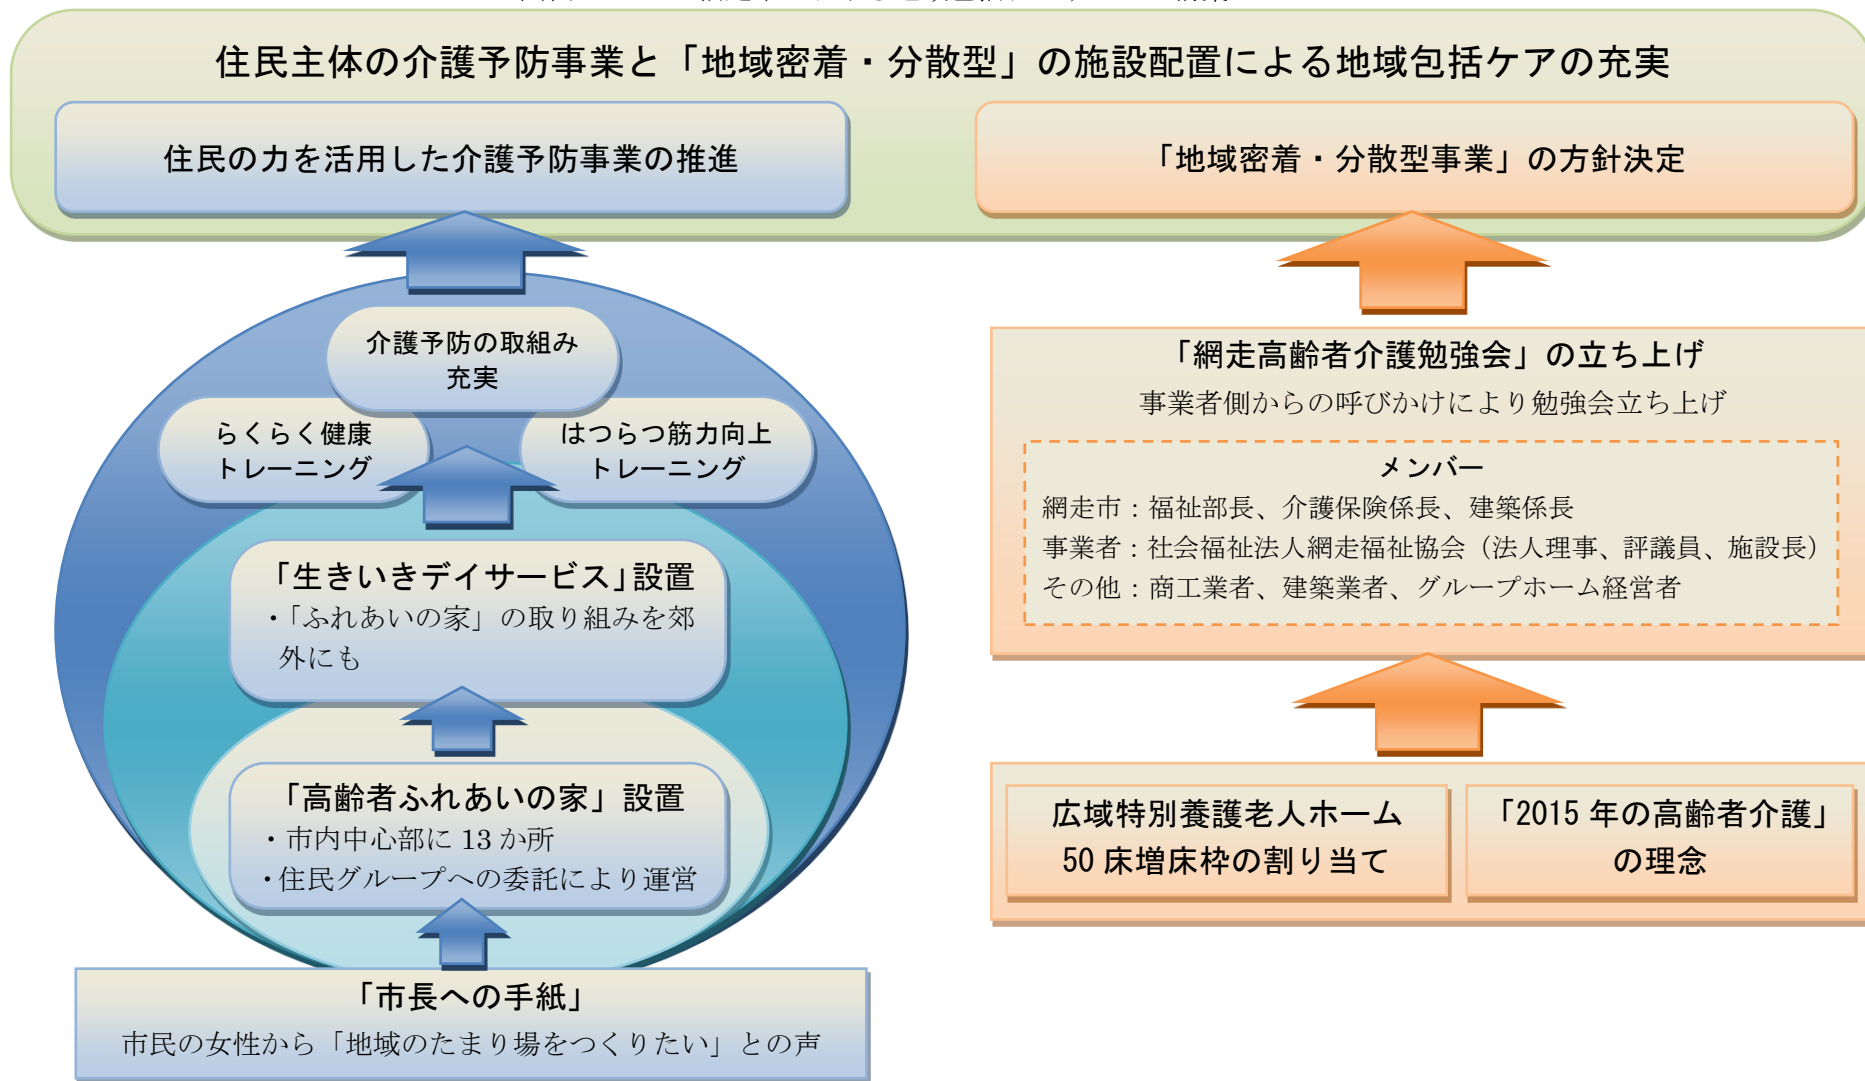 住民主体の介護予防事業と「地域密着・分散型」の施設配置による地域包括ケアの充実
住民の力を活用した介護予防事業の推進
「地域密着・分散型事業」の方針決定
介護予防の取組み
充実
らくらく健康
トレーニング
はつらつ筋力向上
トレーニング
「生きいきデイサービス」設置
・「ふれあいの家」の取り組みを郊
外にも
「高齢者ふれあいの家」設置
・市内中心部に 13 か所
・住民グループへの委託により運営
「市長への手紙」
市民の女性から「地域のたまり場をつくりたい」との声
「網走高齢者介護勉強会」の立ち上げ
事業者側からの呼びかけにより勉強会立ち上げ
メンバー
網走市：福祉部長、介護保険係長、建築係長
事業者：社会福祉法人網走福祉協会（法人理事、評議員、施設長）
その他：商工業者、建築業者、グループホーム経営者
広域特別養護老人ホーム
50 床増床枠の割り当て
「2015 年の高齢者介護」
の理念